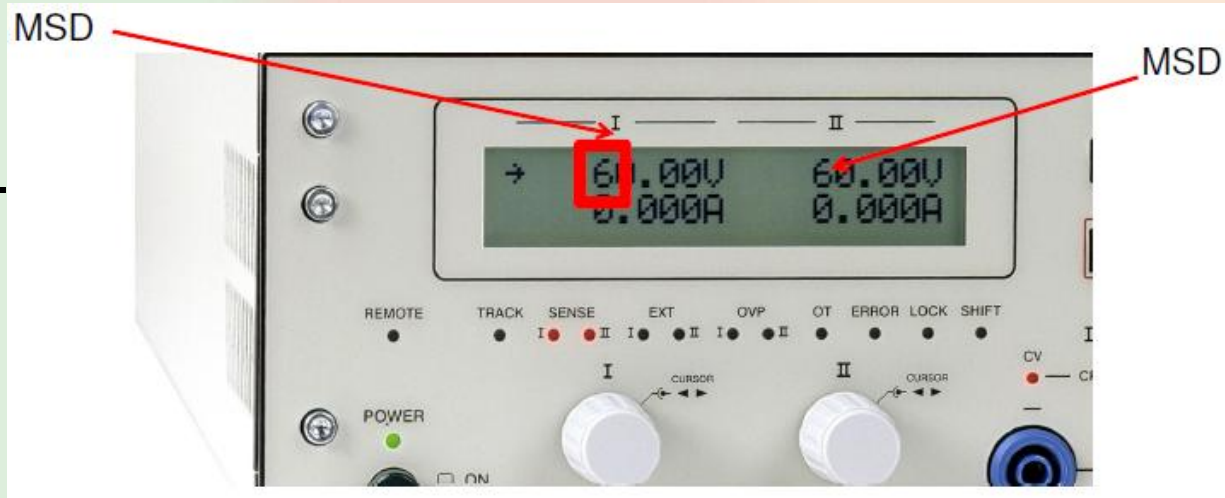 MSD
MSD
I II
→ 60.00V 60.00V
0.000A 0.000A
REMOTE TRACK SENSE EXT OVP OT ERROR LOCK SHIFT
I II I II I II
I II
CURSOR ◄ ► CURSOR ◄ ►
CV
POWER
ON